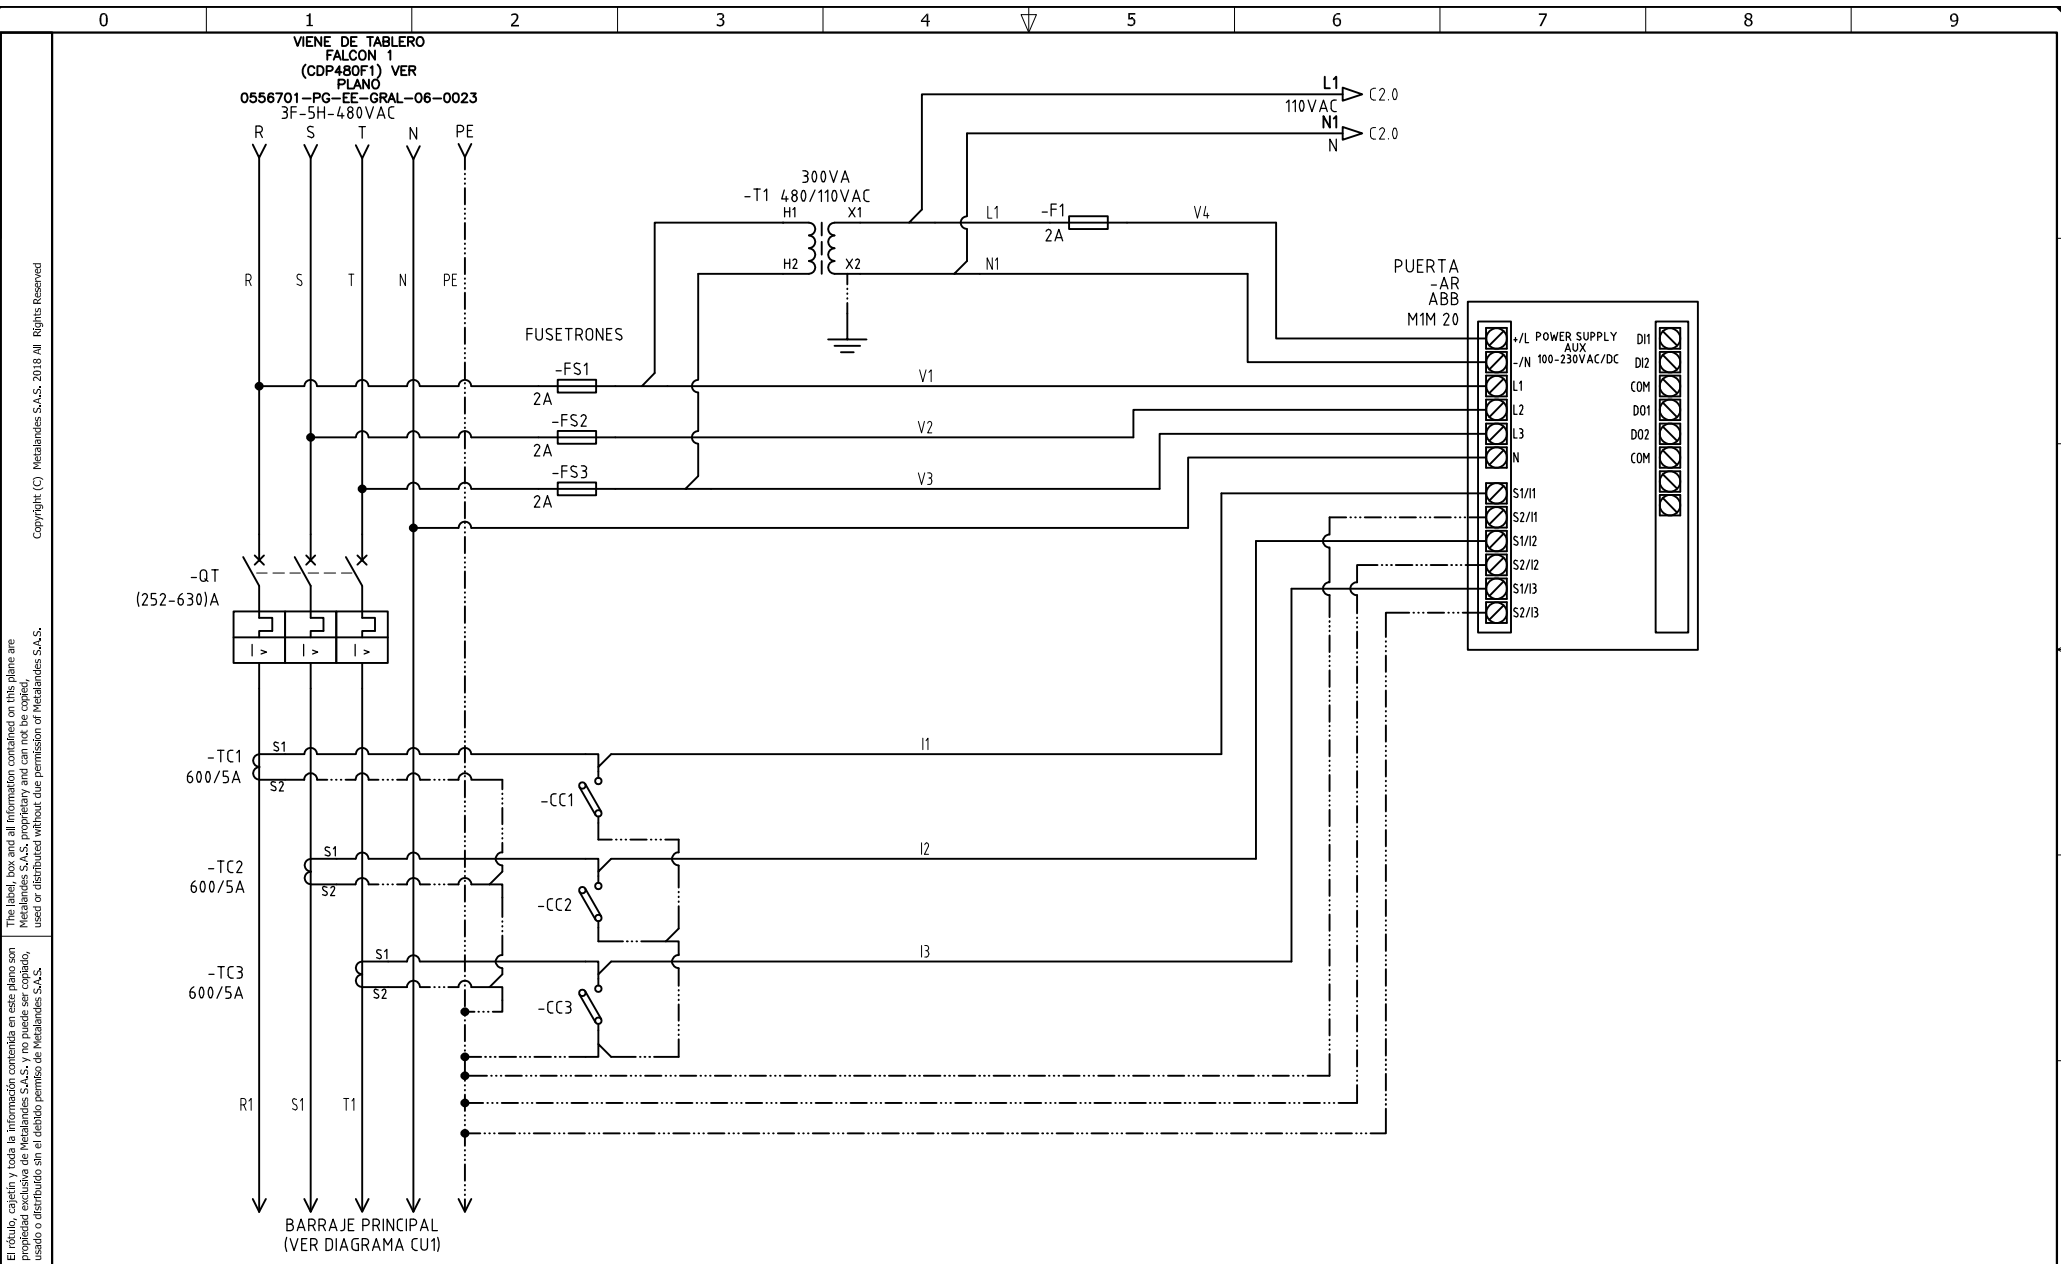 0 1 2 3 4 5 6 7 8 9
VIENE DE TABLERO
FALCON 1
(CDP480F1) VER
PLANO
0556701-PG-EE-GRAL-06-0023
3F-5H-480VAC
R S T N PE
L1
110VAC
C2.0
N1
N
C2.0
300VA
-T1 480/110VAC
H1 X1
L1
-F1
2A
V4
H2 X2
N1
R S T N PE
PUERTA
-AR
ABB
M1M 20
+/L POWER SUPPLY
AUX
-/N 100-230VAC/DC
L1
L2
L3
N
S1/I1
S2/I1
S1/I2
S2/I2
S1/I3
S2/I3
DI1
DI2
COM
DO1
DO2
COM
FUSETRONES
-FS1
2A
V1
-FS2
2A
V2
-FS3
2A
V3
-QT
(252-630)A
I > I > I >
-TC1
600/5A
S1
S2
-CC1
I1
-TC2
600/5A
S1
S2
-CC2
I2
-TC3
600/5A
S1
S2
-CC3
I3
R1 S1 T1
BARRAJE PRINCIPAL
(VER DIAGRAMA CU1)
Copyright (C) Metalandes S.A.S. 2018 All Rights Reserved
The label, box and all information contained on this plane are
Metalandes S.A.S. proprietary and can not be copied,
used or distributed without due permission of Metalandes S.A.S.
El rótulo, cajetín y toda la información contenida en este plano son
propiedad exclusiva de Metalandes S.A.S. y no puede ser copiado,
usado o distribuido sin el debido permiso de Metalandes S.A.S.